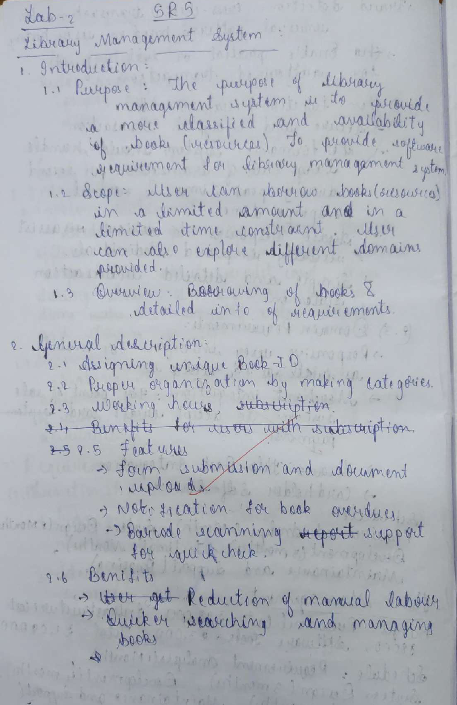 Lab-2 SRS
Library Management System
1. Introduction:
1.1 Purpose: The purpose of library
management system is to provide
a more classified and availability
of books (resources) To provide software
requirement for library management system
1.2 Scope: User can borrow books (resources)
in a limited amount and in a
limited time constraint. User
can also explore different domains
provided.
1.3 Overview: Borrowing of books &
detailed info of requirements.
2. General description:
2.1 Assigning unique Book-ID
2.2 Proper organization by making categories.
2.3 Working hours, subscription.
2.4 Benefits for users with subscription.
2.5 2.5 Features
→ Form submission and document
uploads.
→ Notification for book overdues.
→ Barcode scanning report support
for quick check.
2.6 Benifits
→ User get Reduction of manual labour
→ Quicker searching and managing
books